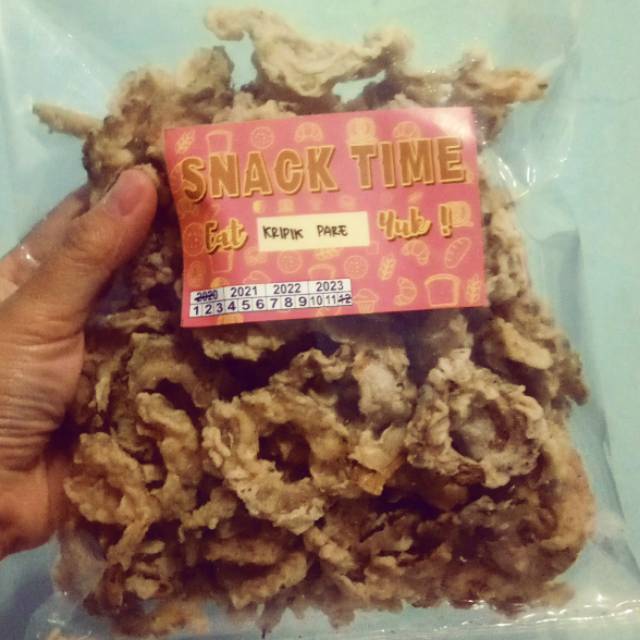 SNACK TIME
Eat KRIPIK PARE Yuk !!
2020 2021 2022 2023
1 2 3 4 5 6 7 8 9 10 11 12